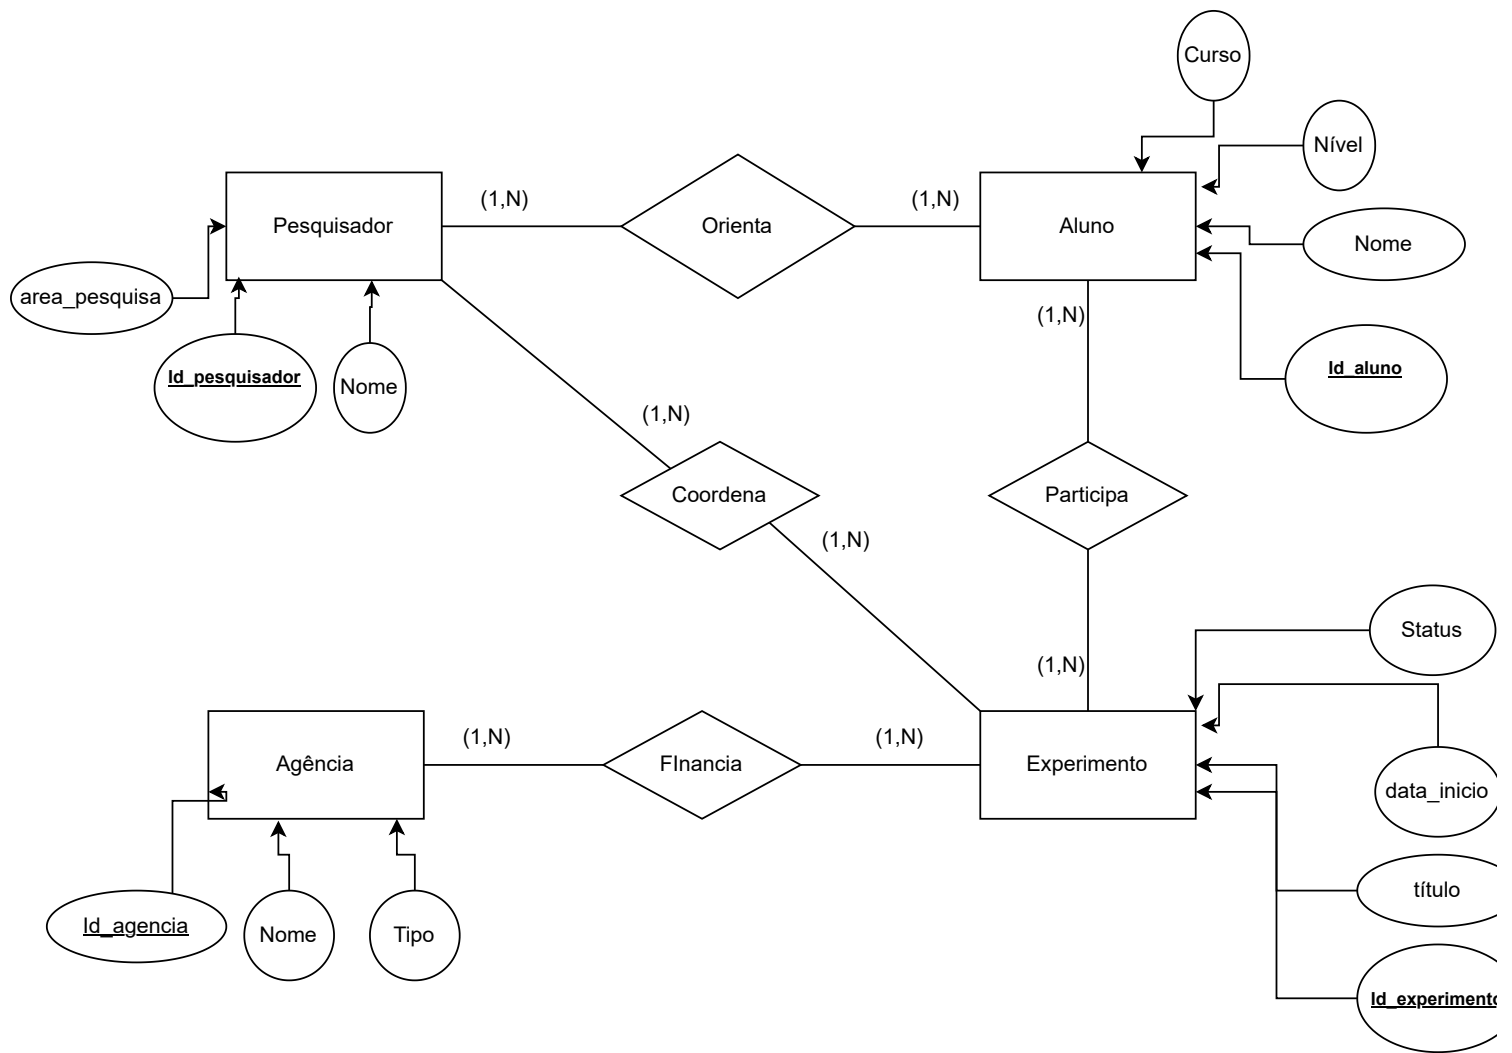 Curso
Nível
Pesquisador
(1,N)
Orienta
(1,N)
Aluno
Nome
area_pesquisa
(1,N)
Id_pesquisador
Nome
Id_aluno
(1,N)
Coordena
Participa
(1,N)
Status
(1,N)
Agência
(1,N)
FInancia
(1,N)
Experimento
data_inicio
título
Id_agencia
Nome
Tipo
Id_experimento